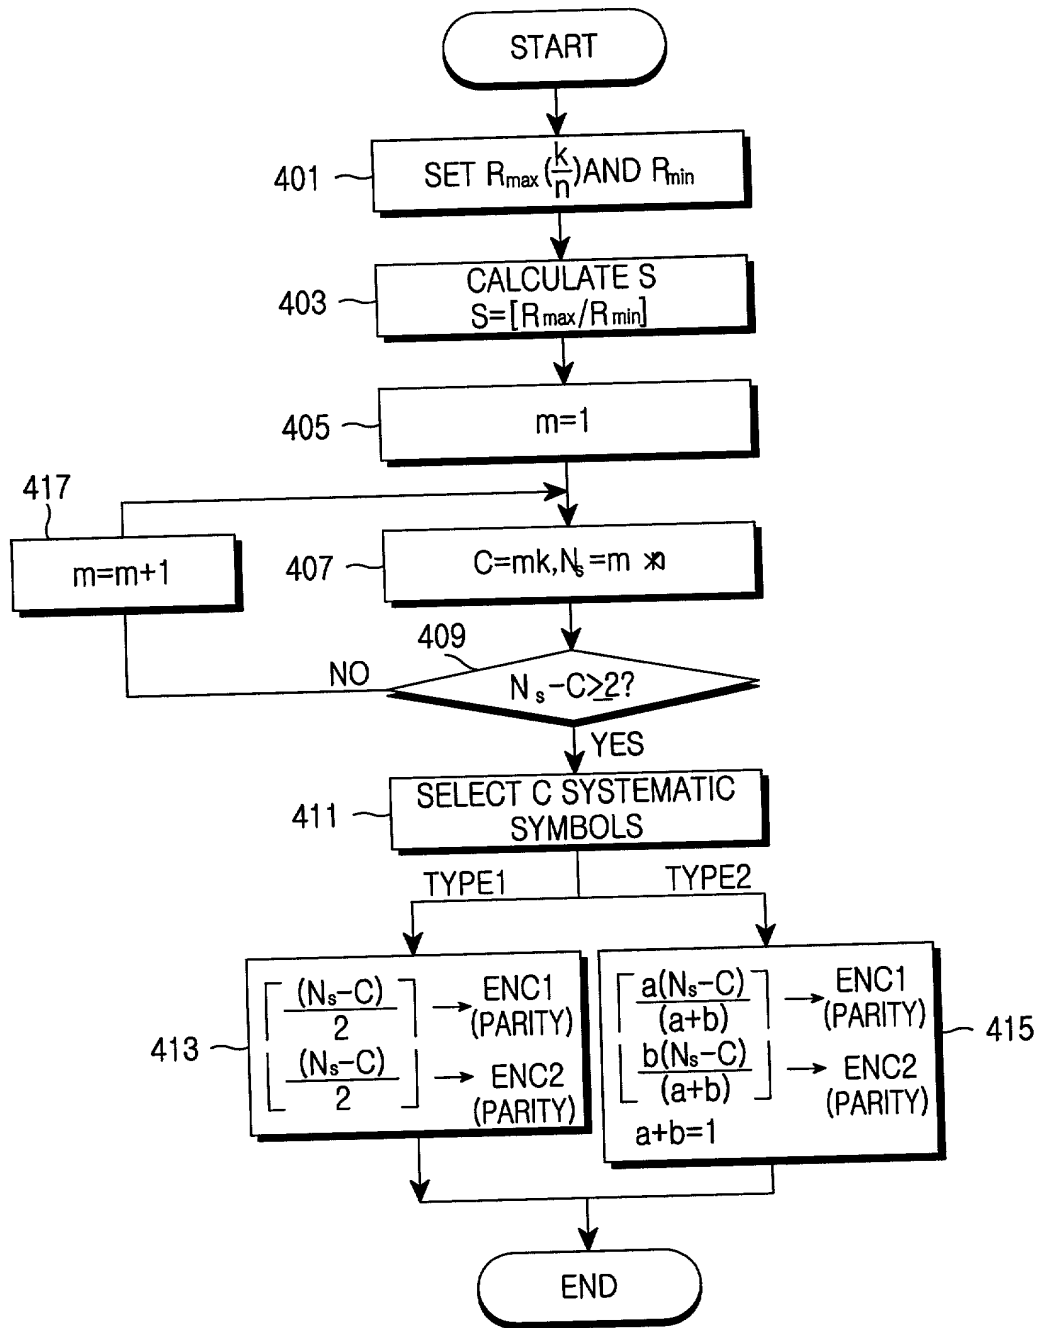 START
401
SET Rmax(k/n)AND Rmin
403
CALCULATE S
S=[Rmax/Rmin]
405
m=1
417
m=m+1
407
C=mk,Ns=m×n
409
NO
Ns-C≥2?
YES
411
SELECT C SYSTEMATIC
SYMBOLS
TYPE1
TYPE2
413
(Ns-C)/2 → ENC1
(PARITY)
(Ns-C)/2 → ENC2
(PARITY)
415
a(Ns-C)/(a+b) → ENC1
(PARITY)
b(Ns-C)/(a+b) → ENC2
(PARITY)
a+b=1
END